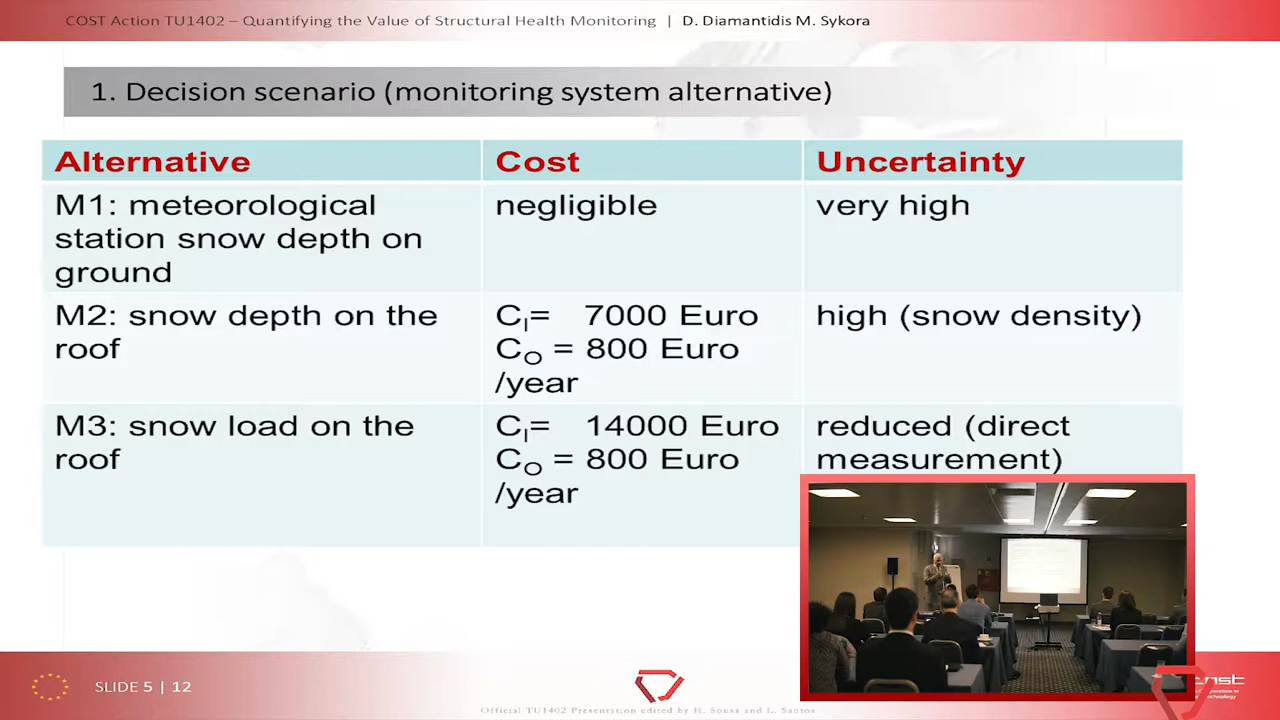 COST Action TU1402 – Quantifying the Value of Structural Health Monitoring | D. Diamantidis M. Sykora
1. Decision scenario (monitoring system alternative)
Alternative
Cost
Uncertainty
M1: meteorological
station snow depth on
ground
negligible
very high
M2: snow depth on the
roof
CI= 7000 Euro
CO = 800 Euro
/year
high (snow density)
M3: snow load on the
roof
CI= 14000 Euro
CO = 800 Euro
/year
reduced (direct
measurement)
SLIDE 5 | 12
Official TU1402 Presentation edited by H. Sousa and L. Santos